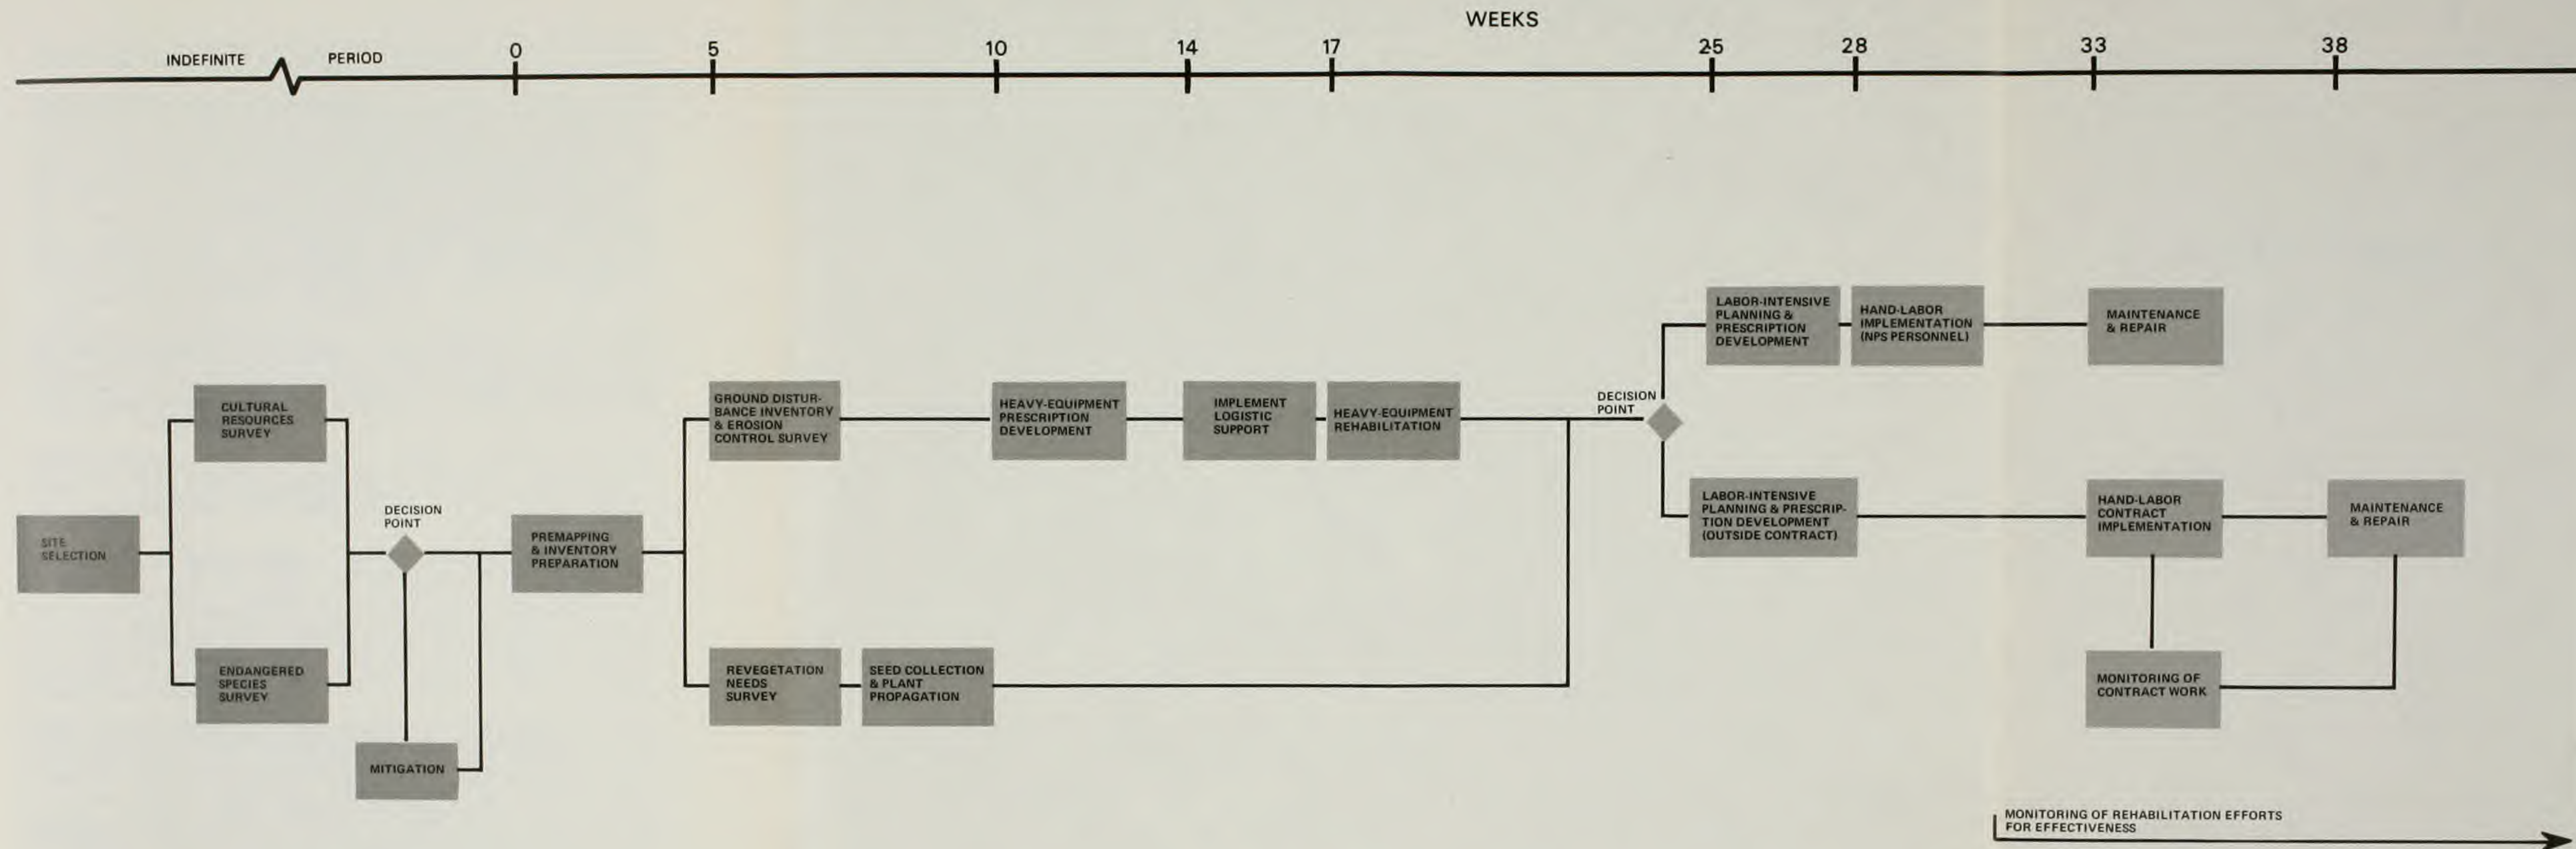 WEEKS
INDEFINITE PERIOD
0 5 10 14 17 25 28 33 38
SITE
SELECTION
CULTURAL
RESOURCES
SURVEY
ENDANGERED
SPECIES
SURVEY
DECISION
POINT
MITIGATION
PREMAPPING
& INVENTORY
PREPARATION
GROUND DISTUR-
BANCE INVENTORY
& EROSION
CONTROL SURVEY
REVEGETATION
NEEDS
SURVEY
SEED COLLECTION
& PLANT
PROPAGATION
HEAVY-EQUIPMENT
PRESCRIPTION
DEVELOPMENT
IMPLEMENT
LOGISTIC
SUPPORT
HEAVY-EQUIPMENT
REHABILITATION
DECISION
POINT
LABOR-INTENSIVE
PLANNING &
PRESCRIPTION
DEVELOPMENT
HAND-LABOR
IMPLEMENTATION
(NPS PERSONNEL)
MAINTENANCE
& REPAIR
LABOR-INTENSIVE
PLANNING & PRESCRIP-
TION DEVELOPMENT
(OUTSIDE CONTRACT)
HAND-LABOR
CONTRACT
IMPLEMENTATION
MAINTENANCE
& REPAIR
MONITORING OF
CONTRACT WORK
MONITORING OF REHABILITATION EFFORTS
FOR EFFECTIVENESS